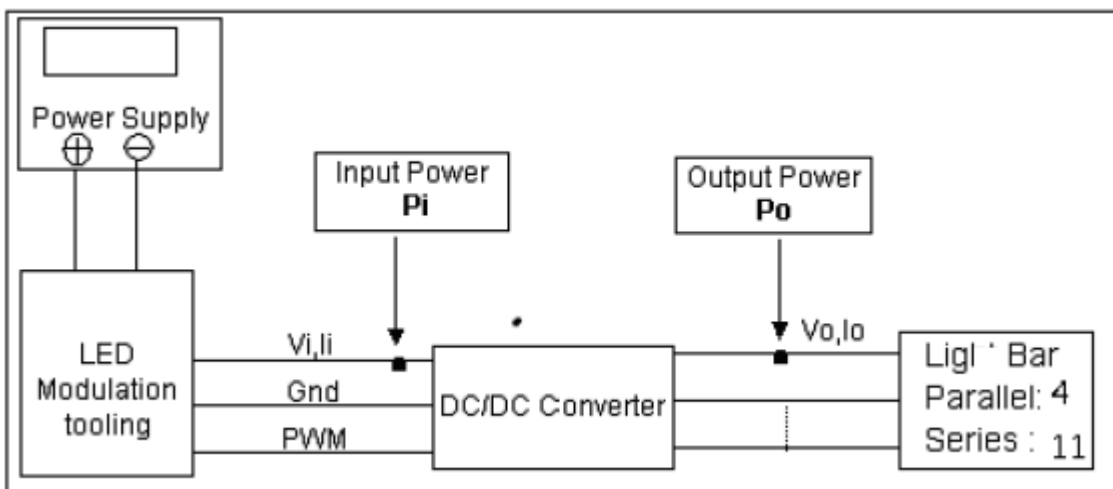 Power Supply
Input Power
Pi
Output Power
Po
LED
Modulation
tooling
Vi,Ii
Gnd
PWM
DC/DC Converter
Vo,Io
Bar
Parallel: 4
Series : 11